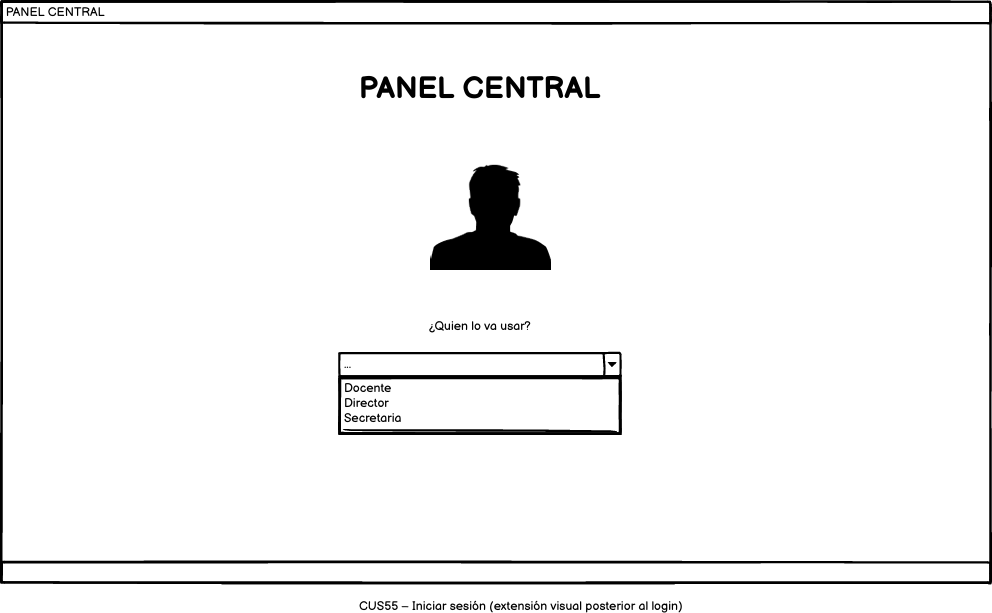 PANEL CENTRAL
PANEL CENTRAL
¿Quien lo va usar?
...
Docente
Director
Secretaria
CUS55 – Iniciar sesión (extensión visual posterior al login)